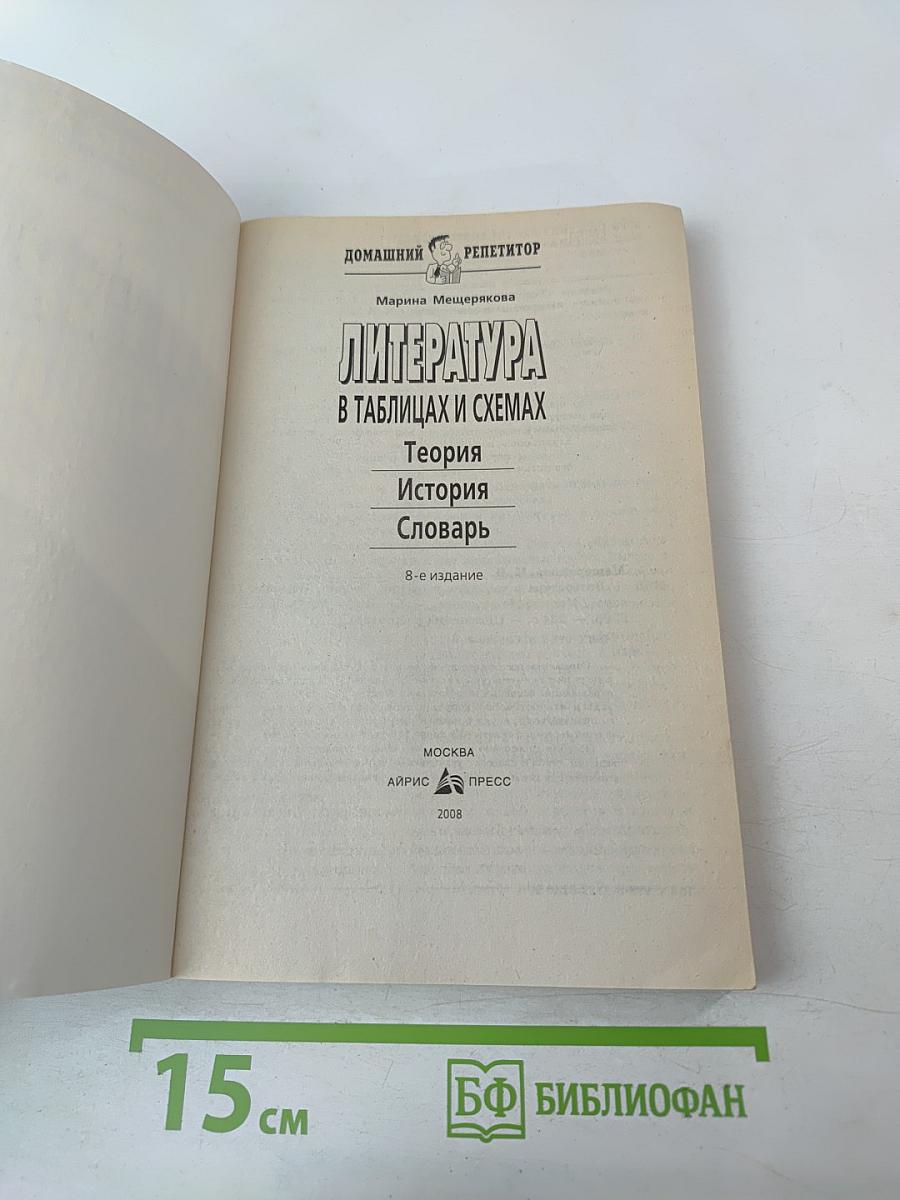 ДОМАШНИЙ РЕПЕТИТОР
Марина Мещерякова
ЛИТЕРАТУРА
В ТАБЛИЦАХ И СХЕМАХ
Теория
История
Словарь
8-е издание
МОСКВА
АЙРИС ПРЕСС
2008
15 см
БФ БИБЛИОФАН